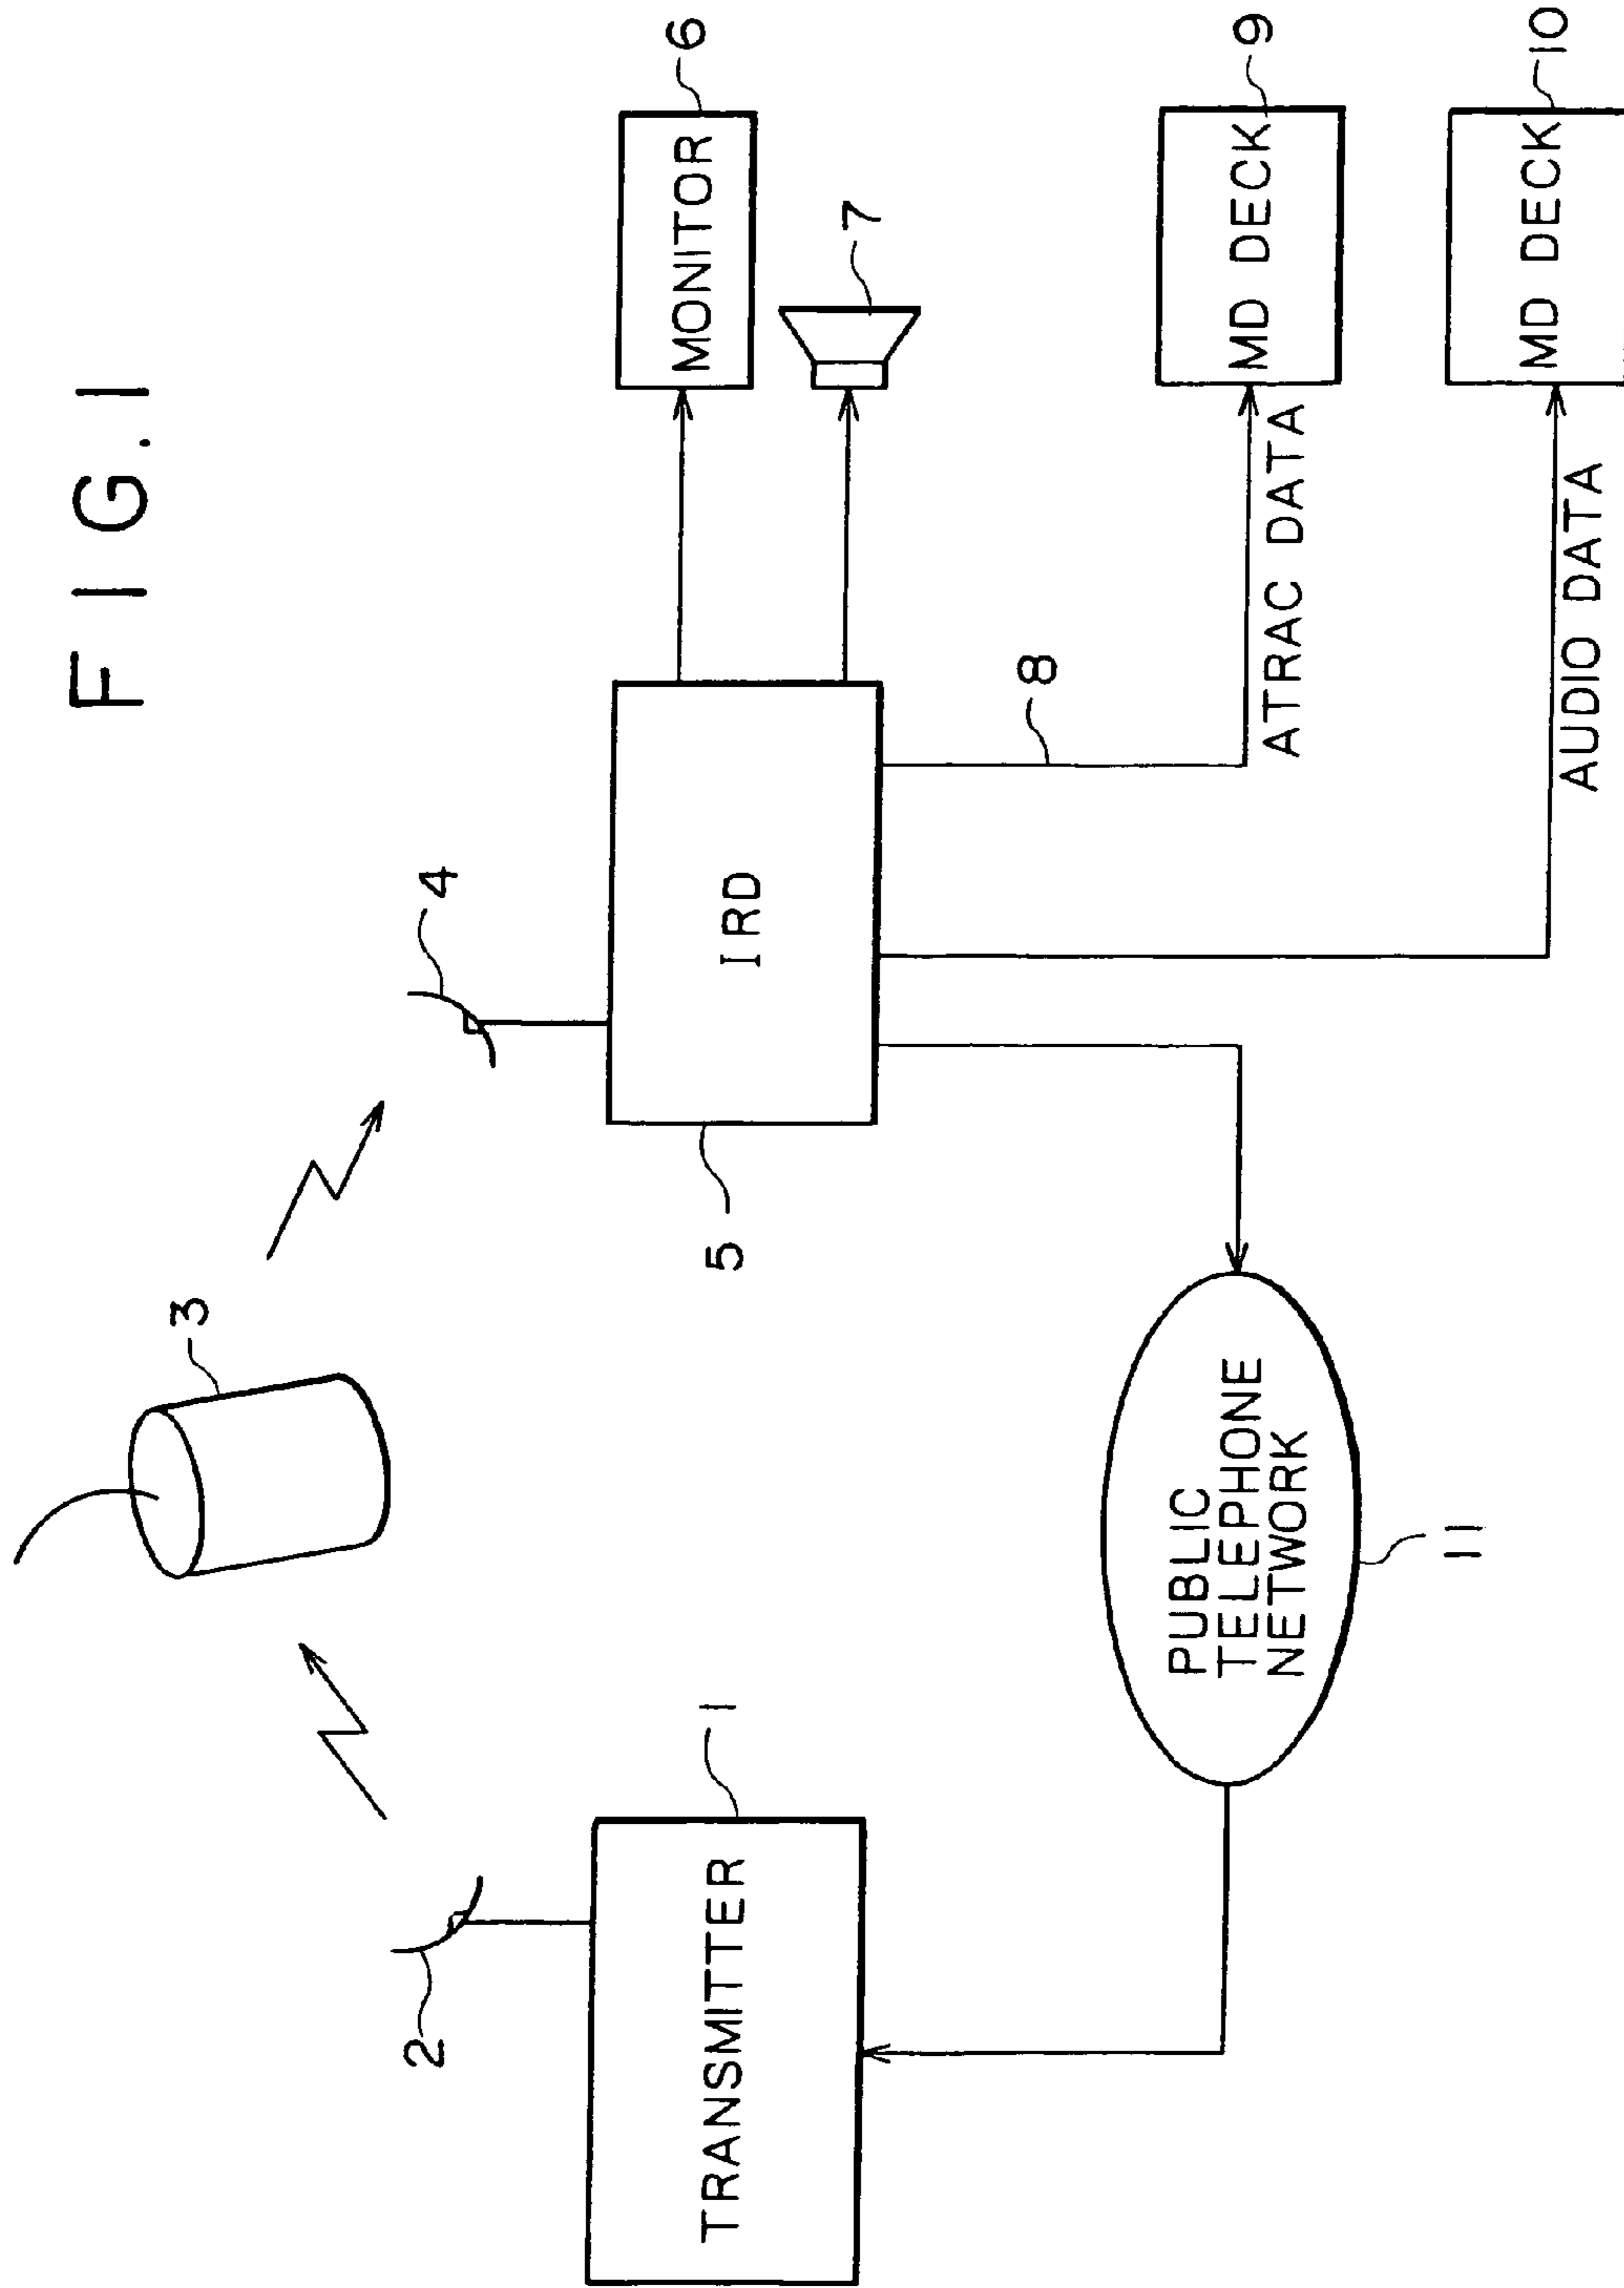 FIG.1
3
2
4
1
TRANSMITTER
5
IRD
MONITOR
6
7
8
PUBLIC
TELEPHONE
NETWORK
11
ATRAC DATA
MD DECK
9
AUDIO DATA
MD DECK
10